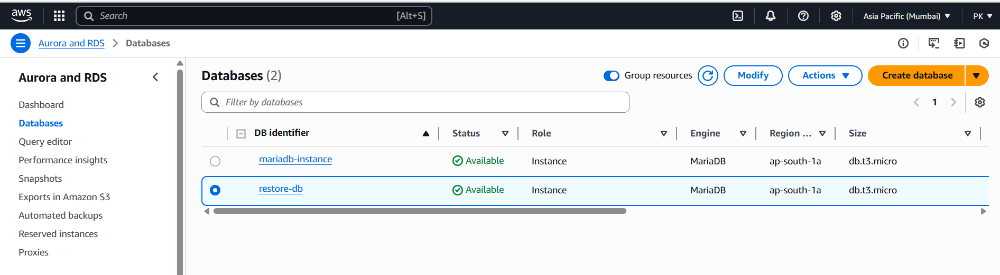 aws
Search [Alt+S]
Asia Pacific (Mumbai) PK
Aurora and RDS Databases
Aurora and RDS
Dashboard
Databases
Query editor
Performance insights
Snapshots
Exports in Amazon S3
Automated backups
Reserved instances
Proxies
Databases (2)
Group resources
Modify
Actions
Create database
Filter by databases
1
DB identifier Status Role Engine Region ... Size
mariadb-instance Available Instance MariaDB ap-south-1a db.t3.micro
restore-db Available Instance MariaDB ap-south-1a db.t3.micro